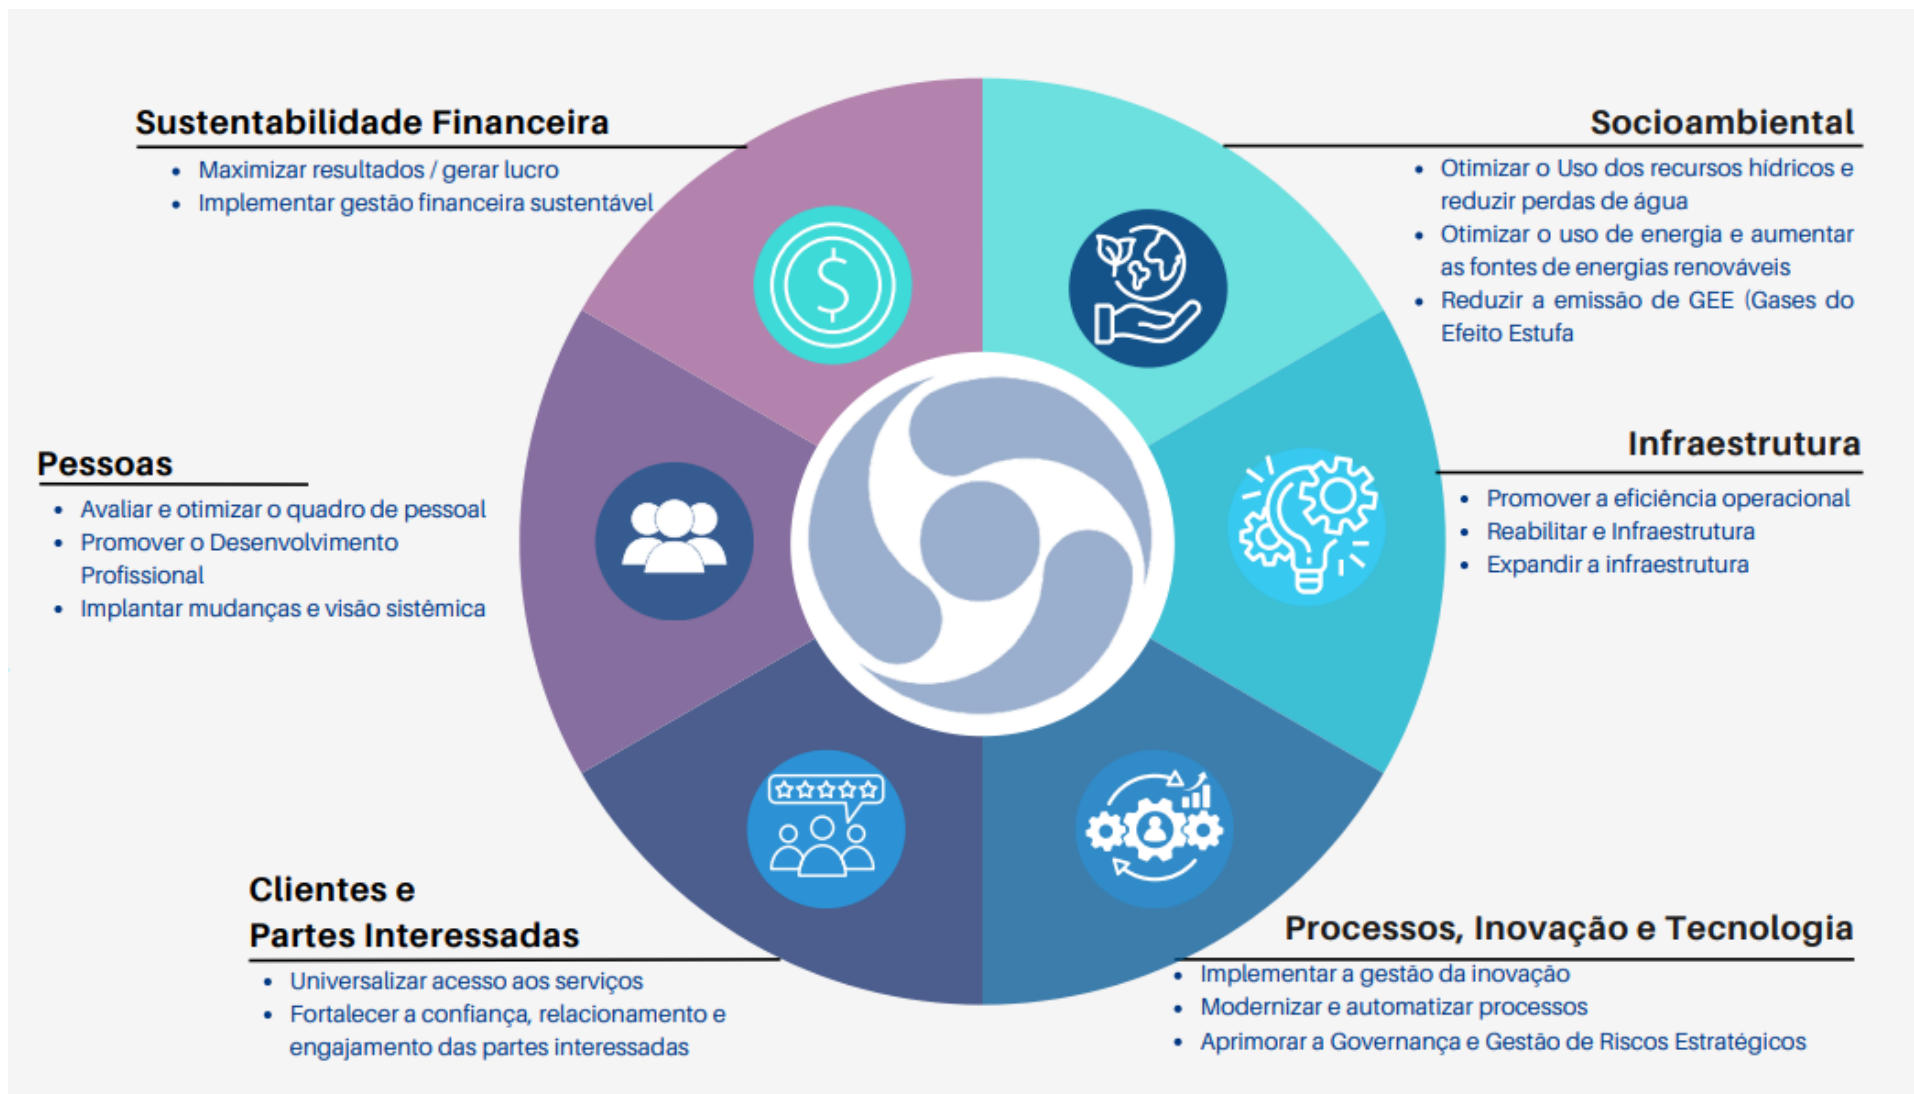 Sustentabilidade Financeira
• Maximizar resultados / gerar lucro
• Implementar gestão financeira sustentável
Socioambiental
• Otimizar o Uso dos recursos hídricos e
reduzir perdas de água
• Otimizar o uso de energia e aumentar
as fontes de energias renováveis
• Reduzir a emissão de GEE (Gases do
Efeito Estufa
Pessoas
• Avaliar e otimizar o quadro de pessoal
• Promover o Desenvolvimento
Profissional
• Implantar mudanças e visão sistêmica
Infraestrutura
• Promover a eficiência operacional
• Reabilitar e Infraestrutura
• Expandir a infraestrutura
Clientes e
Partes Interessadas
• Universalizar acesso aos serviços
• Fortalecer a confiança, relacionamento e
engajamento das partes interessadas
Processos, Inovação e Tecnologia
• Implementar a gestão da inovação
• Modernizar e automatizar processos
• Aprimorar a Governança e Gestão de Riscos Estratégicos